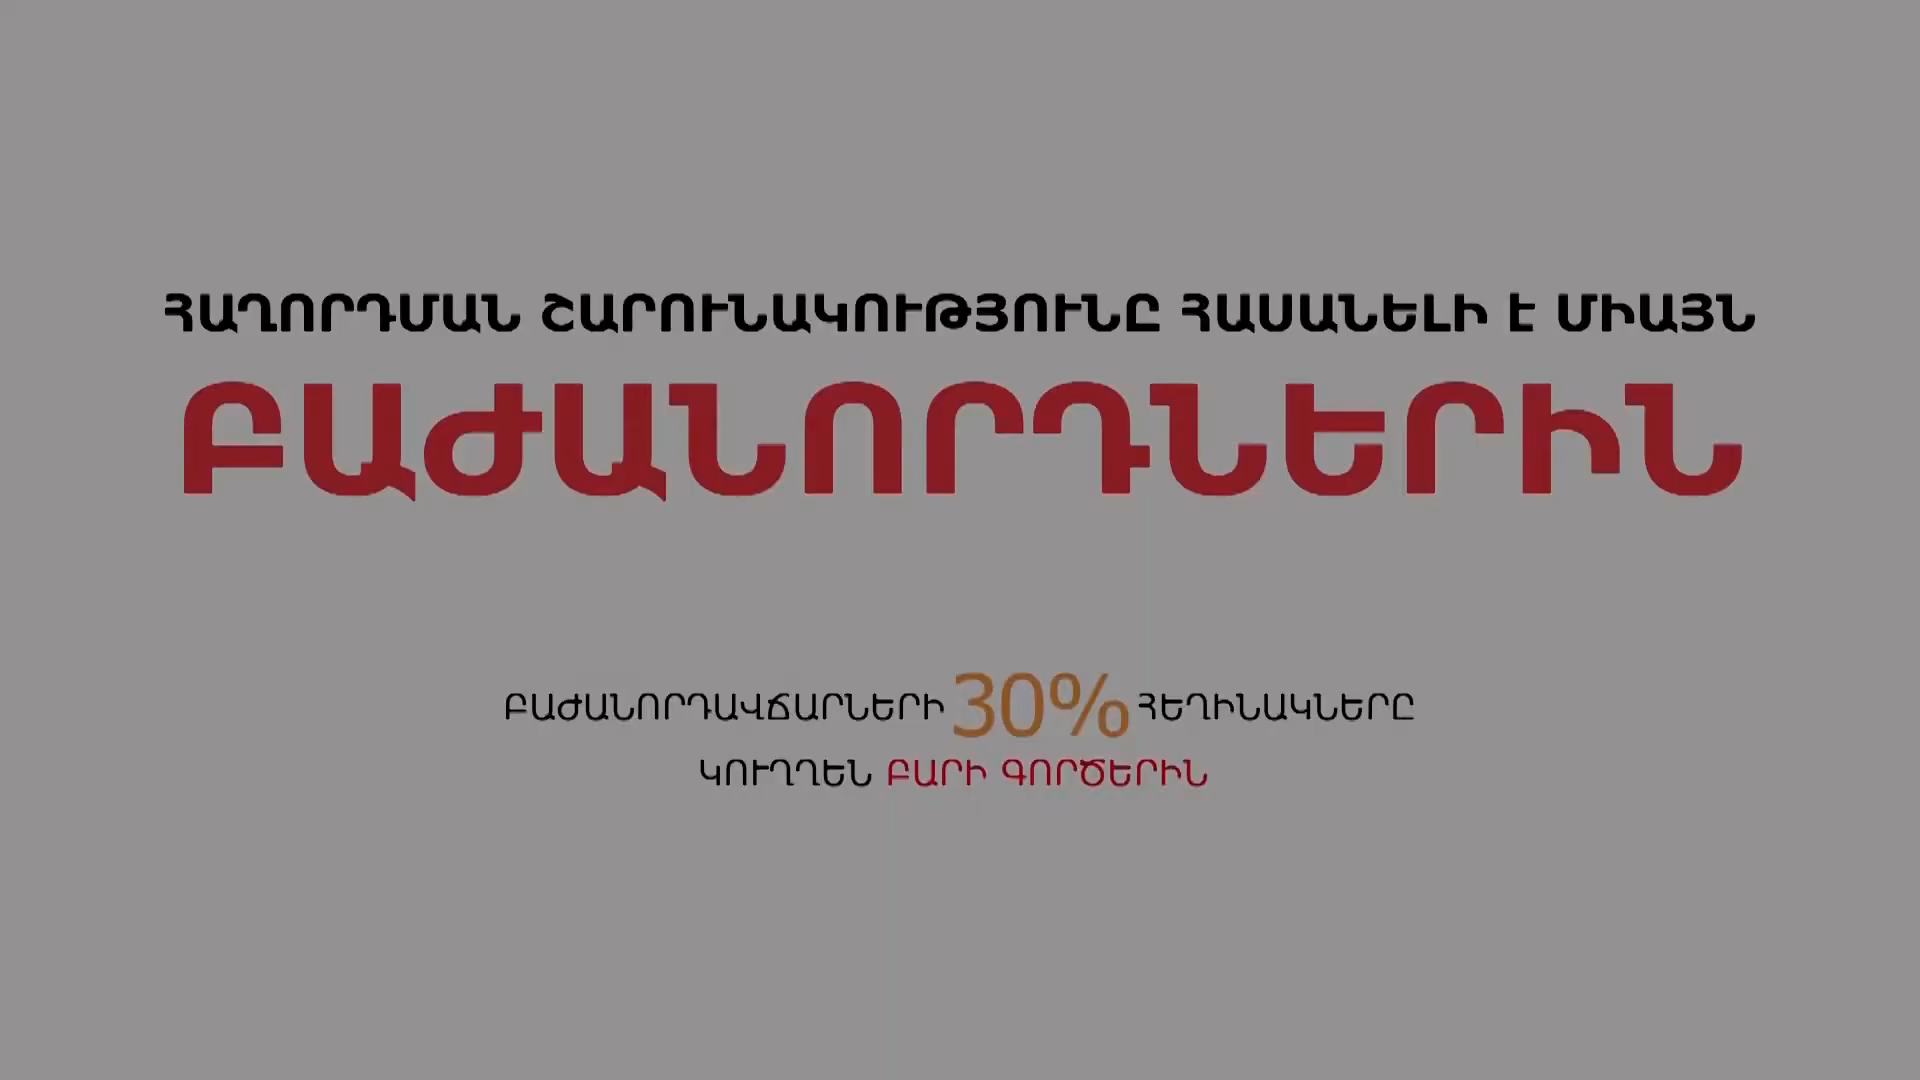 ՀԱՂՈՐԴՄԱՆ ՇԱՐՈՒՆԱԿՈՒԹՅՈՒՆԸ ՀԱՍԱՆԵԼԻ Է ՄԻԱՅՆ
ԲԱԺԱՆՈՐԴՆԵՐԻՆ
ԲԱԺԱՆՈՐԴԱՎՃԱՐՆԵՐԻ 30% ՀԵՂԻՆԱԿՆԵՐԸ
ԿՈՒՂՂԵՆ ԲԱՐԻ ԳՈՐԾԵՐԻՆ